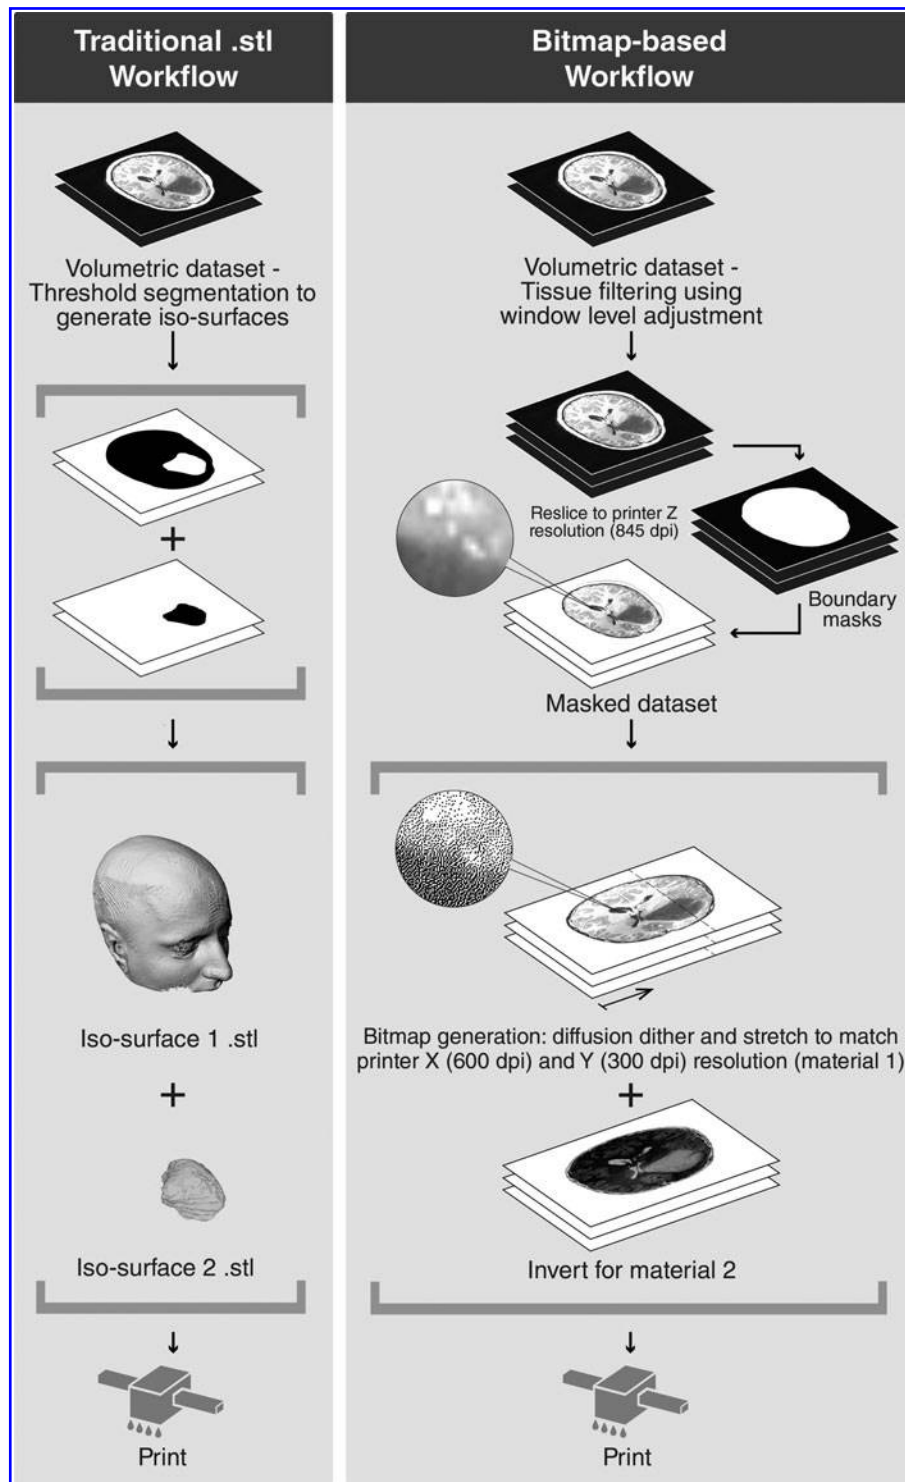 Traditional .stl
Workflow
Volumetric dataset -
Threshold segmentation to
generate iso-surfaces
+
Iso-surface 1 .stl
+
Iso-surface 2 .stl
Print
Bitmap-based
Workflow
Volumetric dataset -
Tissue filtering using
window level adjustment
Reslice to printer Z
resolution (845 dpi)
Boundary
masks
Masked dataset
Bitmap generation: diffusion dither and stretch to match
printer X (600 dpi) and Y (300 dpi) resolution (material 1)
+
Invert for material 2
Print